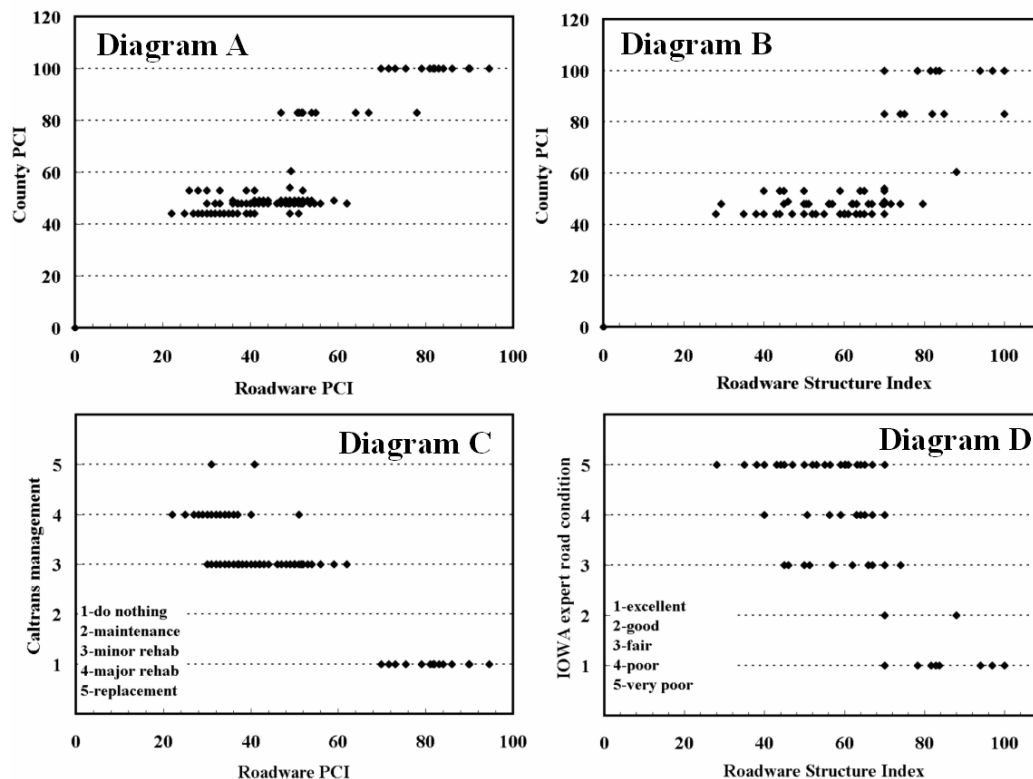 Diagram A
120
100
80
60
40
20
0
County PCI
0 20 40 60 80 100
Roadware PCI
Diagram B
120
100
80
60
40
20
0
County PCI
0 20 40 60 80 100
Roadware Structure Index
Diagram C
5
4
3
2
1
Caltrans management
1-do nothing
2-maintenance
3-minor rehab
4-major rehab
5-replacement
0 20 40 60 80 100
Roadware PCI
Diagram D
5
4
3
2
1
IOWA expert road condition
1-excellent
2-good
3-fair
4-poor
5-very poor
0 20 40 60 80 100
Roadware Structure Index